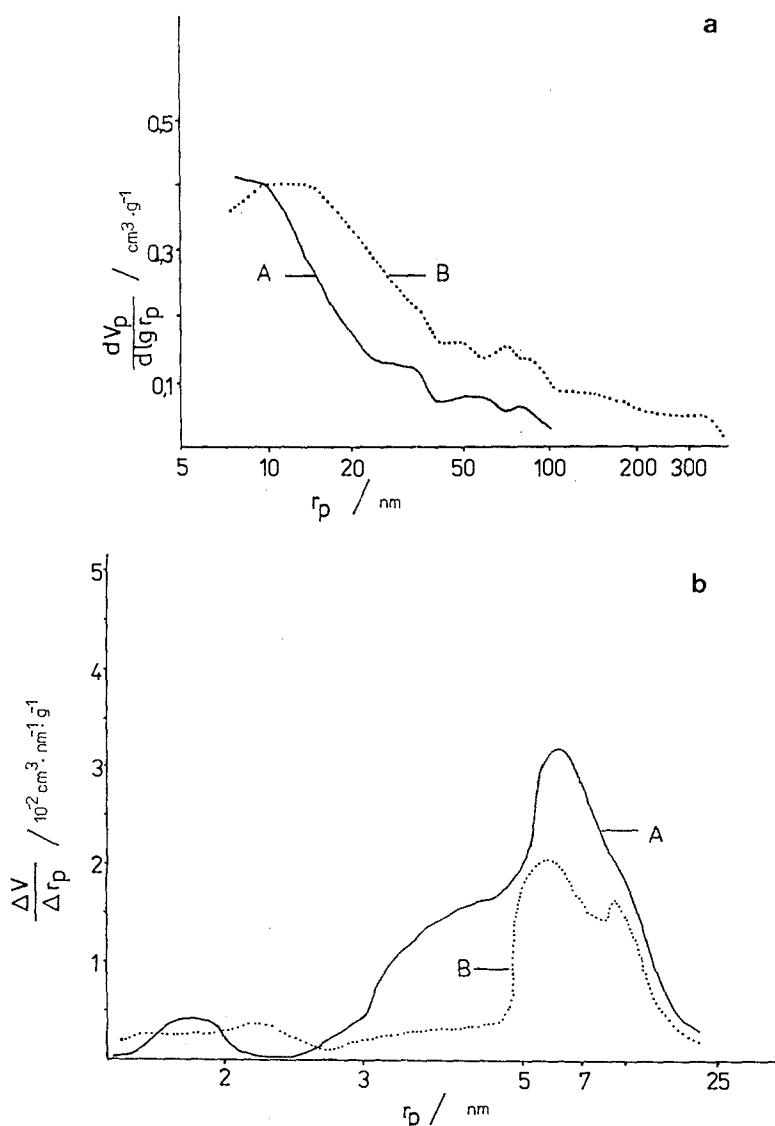 a
0,5
0,3
0,1
dVp
dlg rp
/ cm³·g⁻¹
A
B
5 10 20 50 100 200 300
rp / nm
b
5
4
3
2
1
ΔV
Δrp
/ 10⁻² cm³·nm⁻¹·g⁻¹
A
B
2 3 5 7 25
rp / nm